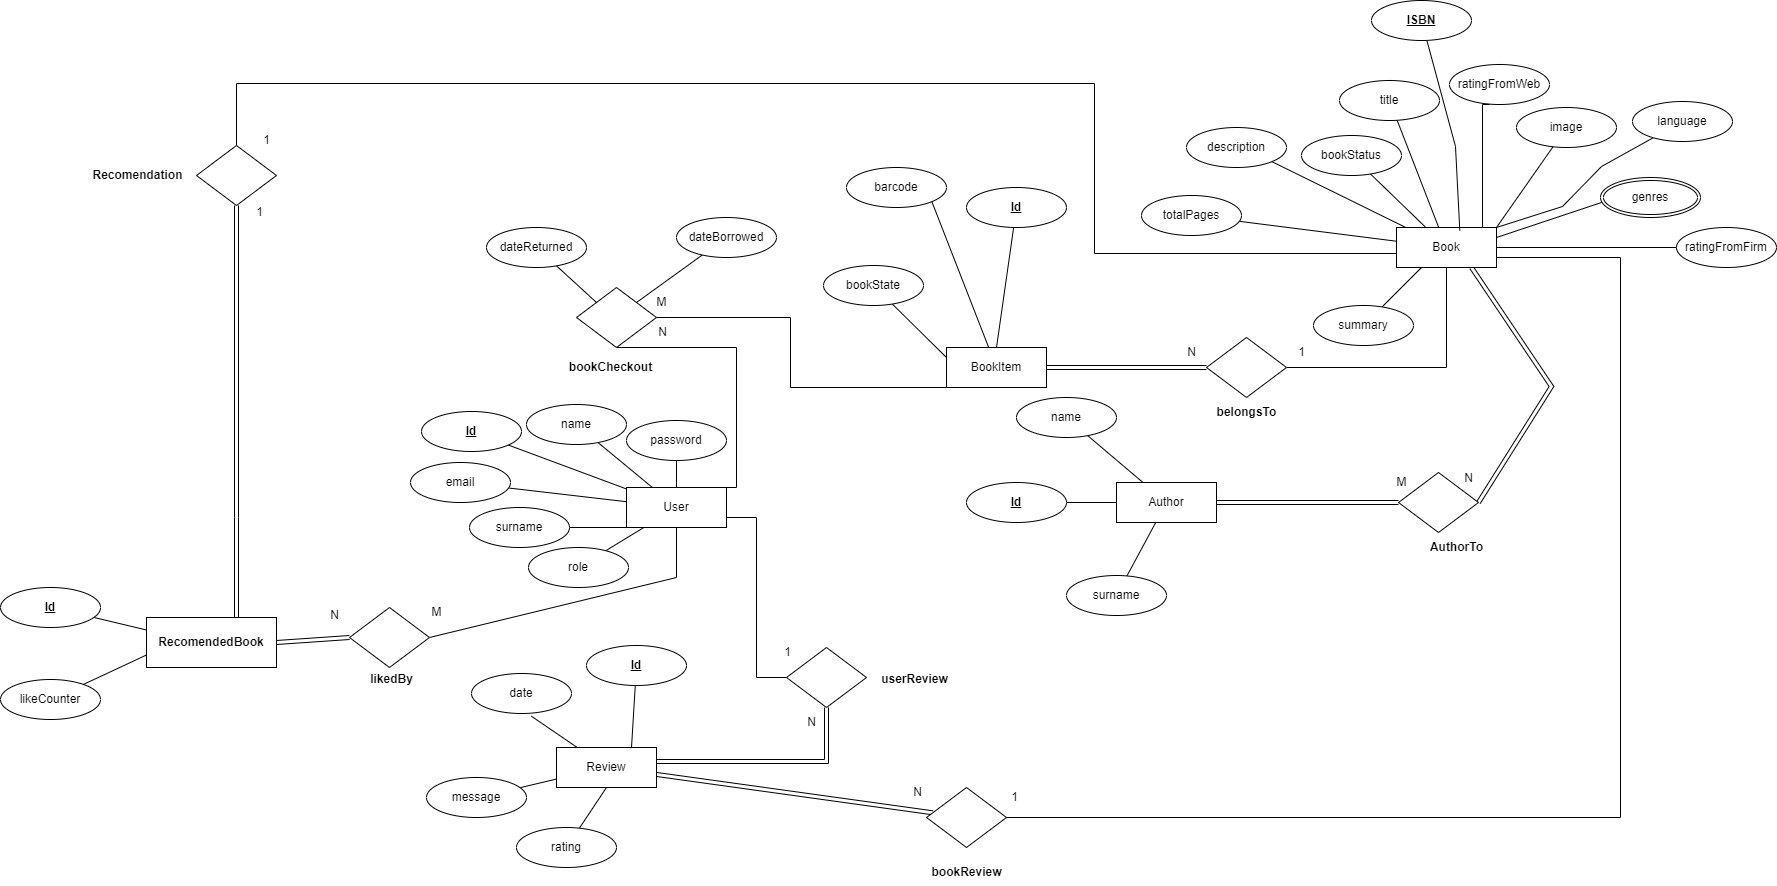 ISBN
ratingFromWeb
title
image
language
description
bookStatus
genres
totalPages
Book
ratingFromFirm
summary
1
Recomendation
1
barcode
Id
bookState
dateReturned
dateBorrowed
M
N
bookCheckout
BookItem
N
1
belongsTo
name
Id
Author
surname
M
N
AuthorTo
Id
name
password
email
User
surname
role
Id
RecomendedBook
likeCounter
N
M
likedBy
1
userReview
N
Id
date
Review
message
rating
N
1
bookReview